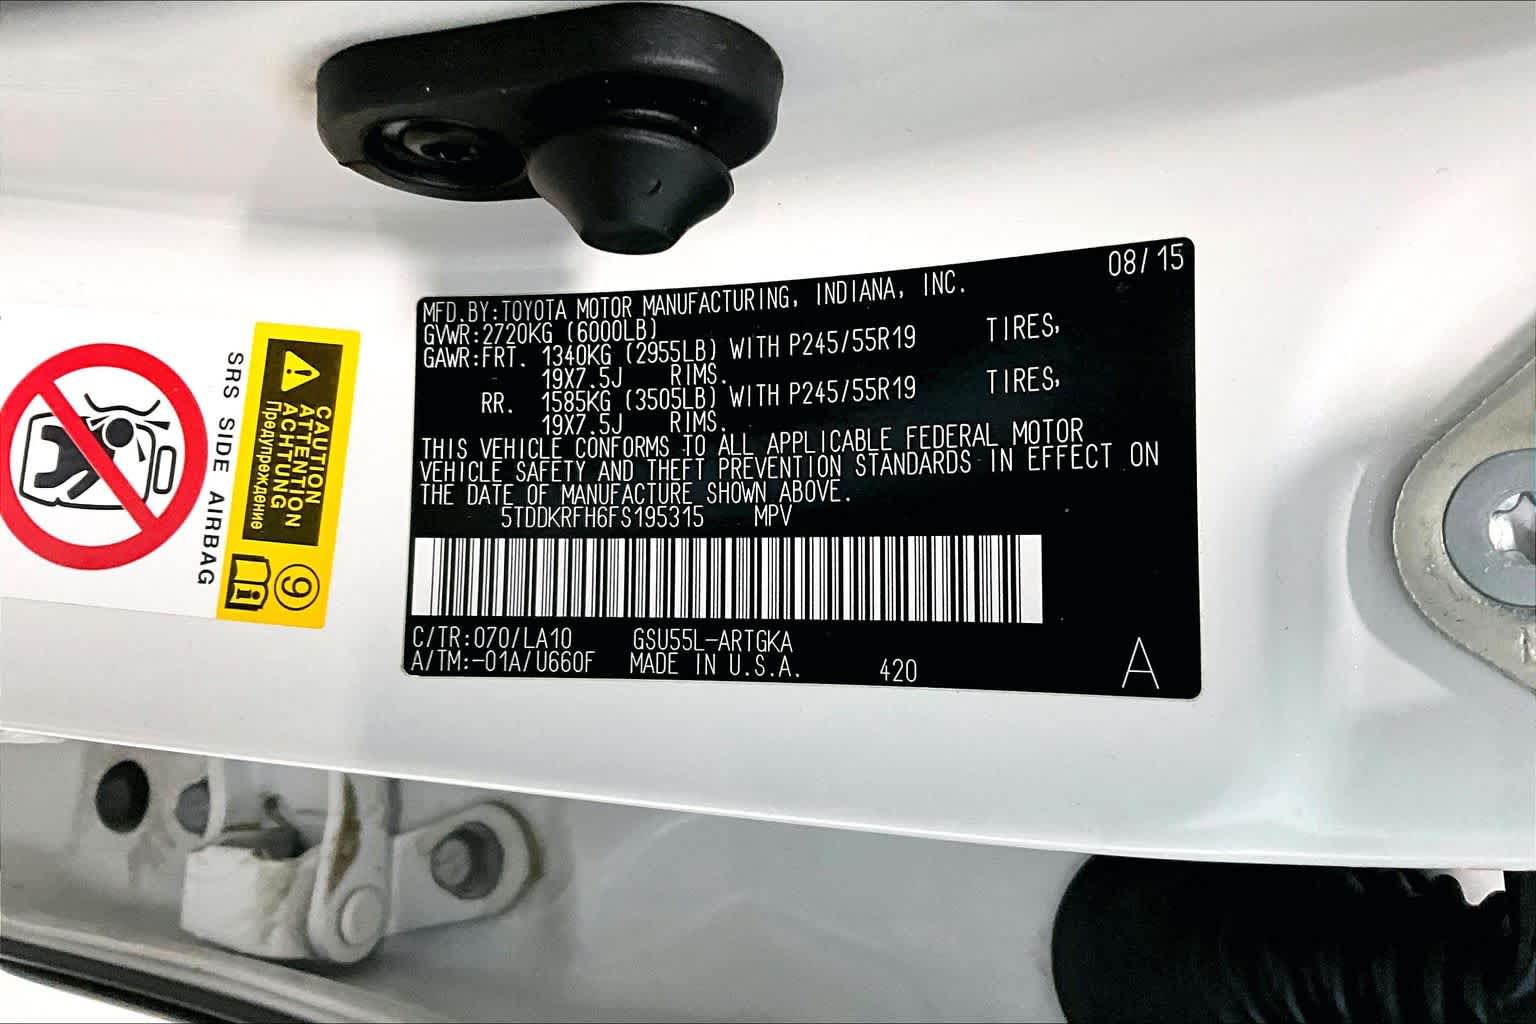 08/15
MFD.BY:TOYOTA MOTOR MANUFACTURING, INDIANA, INC.
GVWR:2720KG (6000LB)
GAWR:FRT. 1340KG (2955LB) WITH P245/55R19 TIRES,
19X7.5J RIMS.
RR. 1585KG (3505LB) WITH P245/55R19 TIRES,
19X7.5J RIMS.
THIS VEHICLE CONFORMS TO ALL APPLICABLE FEDERAL MOTOR
VEHICLE SAFETY AND THEFT PREVENTION STANDARDS IN EFFECT ON
THE DATE OF MANUFACTURE SHOWN ABOVE.
5TDDKRFH6FS195315 MPV
C/TR:070/LA10 GSU55L-ARTGKA
A/TM:-01A/U660F MADE IN U.S.A. 420 A
CAUTION
ATTENTION
ACHTUNG
Предупреждение
9
SRS SIDE AIRBAG